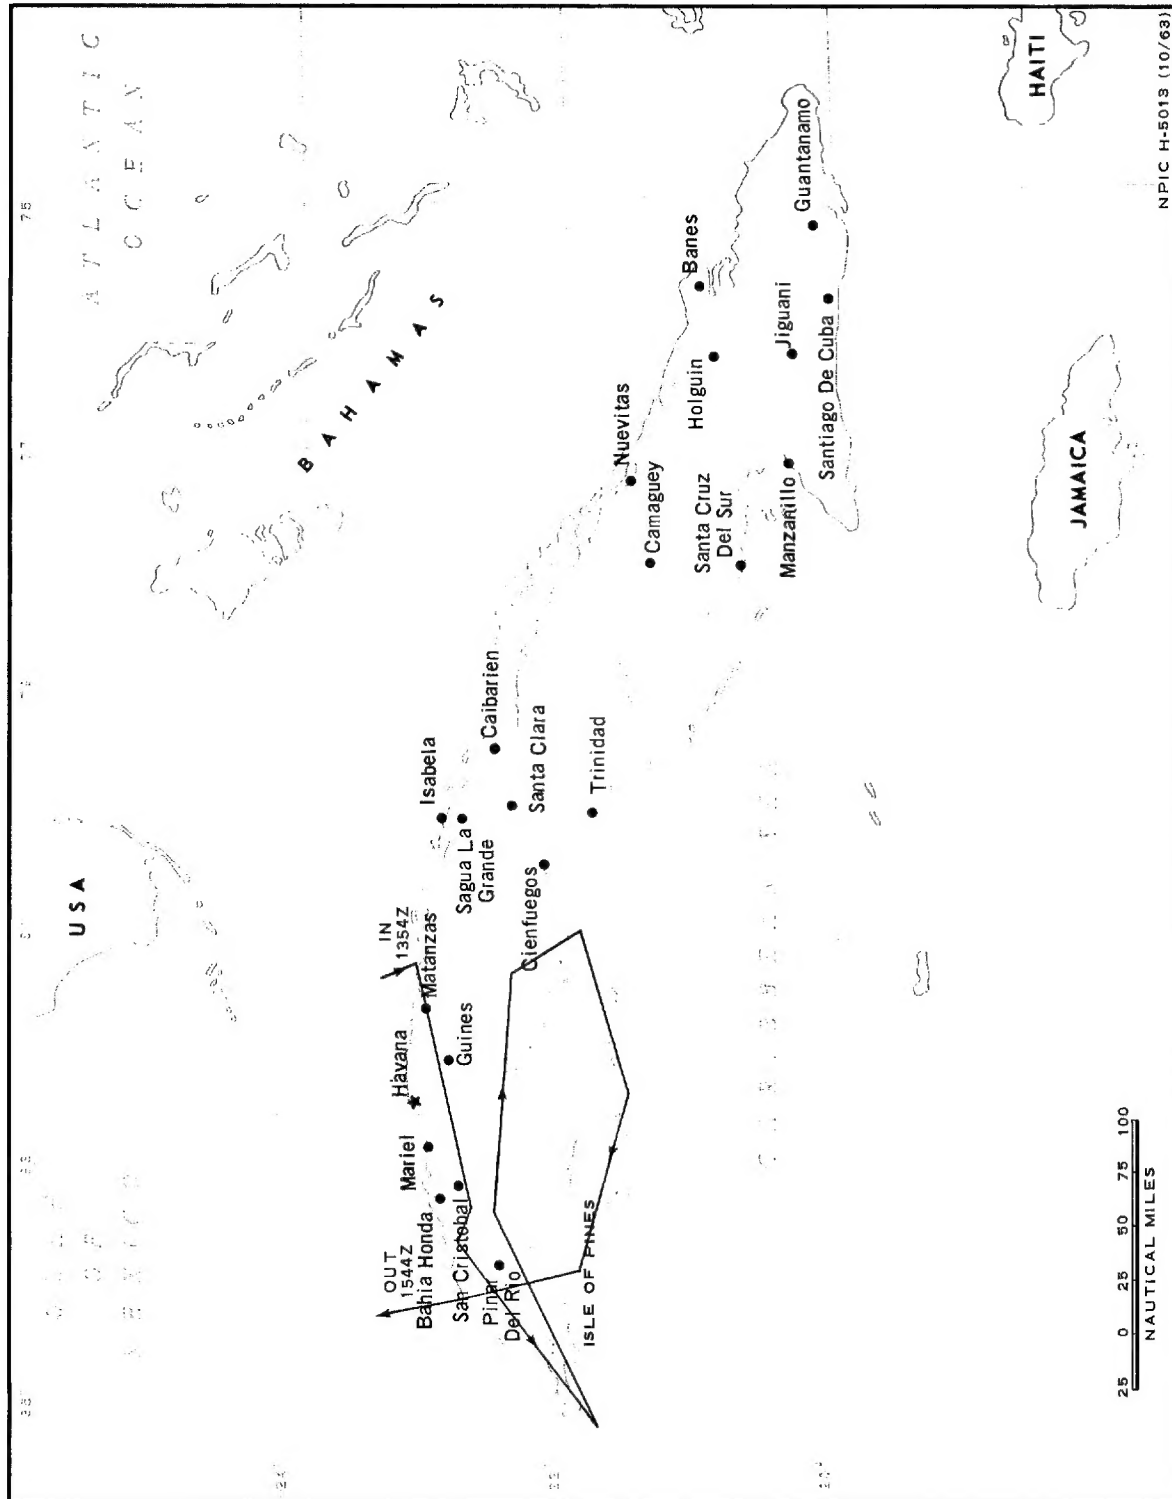 ATLANTIC
OCEAN
USA
BAHAMAS
75
IN
1354Z
OUT
1544Z
Havana
Matanzas
Mariel
Bahia Honda
Guines
San Cristobal
Pinar
Del Rio
Isabela
Sagua La
Grande
Caibarien
Santa Clara
Cienfuegos
Trinidad
ISLE OF PINES
Nuevitas
Camaguey
Santa Cruz
Del Sur
Holguin
Banes
Manzanillo
Jiguani
Santiago De Cuba
Guantanamo
HAITI
JAMAICA
25 0 25 50 75 100
NAUTICAL MILES
NPIC H-5013 (10/63)